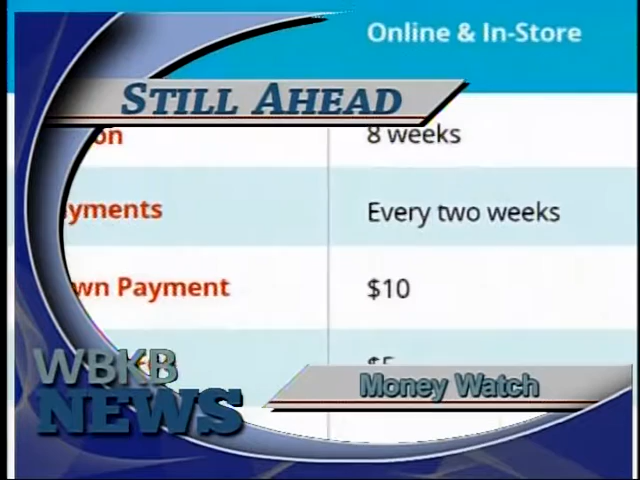 Online & In-Store
STILL AHEAD
on
8 weeks
yments
Every two weeks
wn Payment
$10
$5
Money Watch
WBKB
NEWS